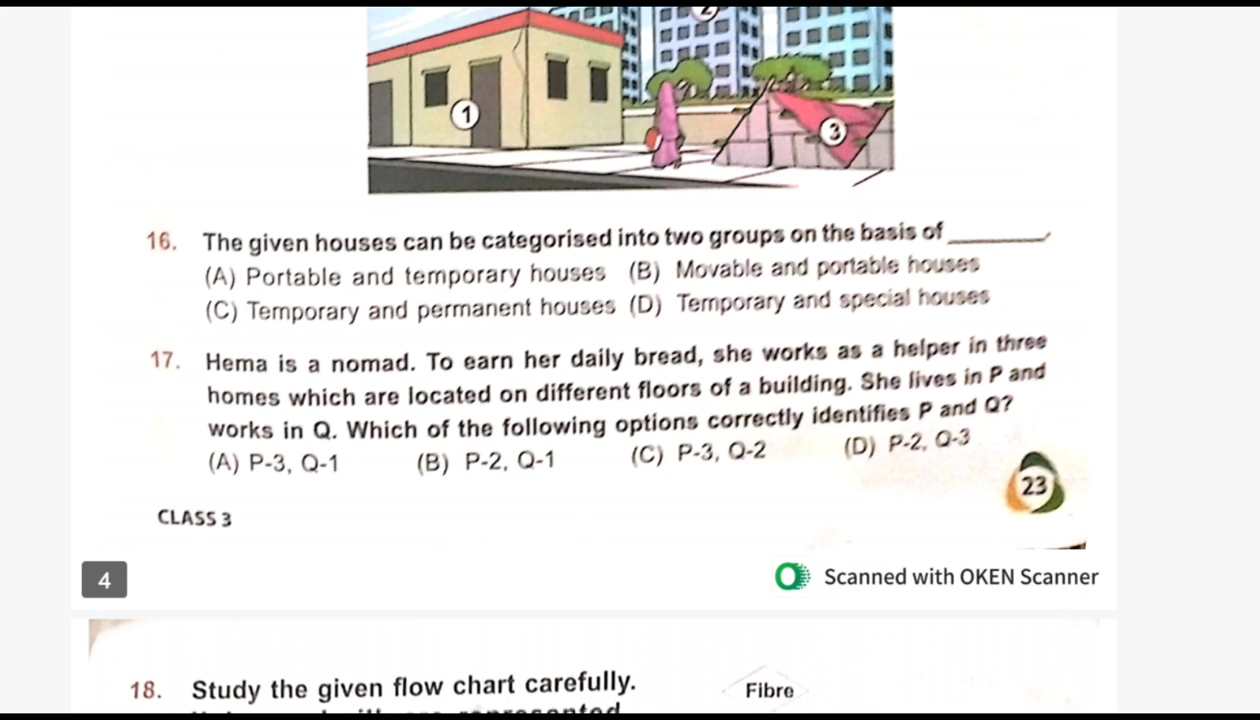 2
1
3
16. The given houses can be categorised into two groups on the basis of ________.
(A) Portable and temporary houses (B) Movable and portable houses
(C) Temporary and permanent houses (D) Temporary and special houses
17. Hema is a nomad. To earn her daily bread, she works as a helper in three
homes which are located on different floors of a building. She lives in P and
works in Q. Which of the following options correctly identifies P and Q?
(A) P-3, Q-1 (B) P-2, Q-1 (C) P-3, Q-2 (D) P-2, Q-3
23
CLASS 3
4
Scanned with OKEN Scanner
18. Study the given flow chart carefully.
Fibre